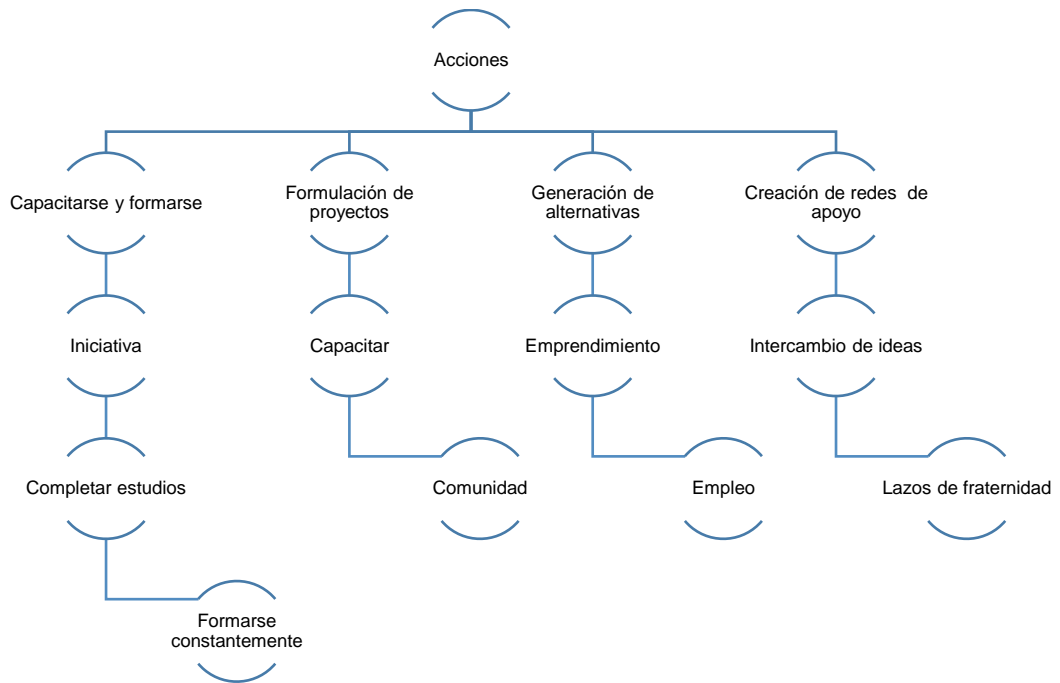 Acciones
Capacitarse y formarse
Formulación de
proyectos
Generación de
alternativas
Creación de redes de
apoyo
Iniciativa
Capacitar
Emprendimiento
Intercambio de ideas
Completar estudios
Comunidad
Empleo
Lazos de fraternidad
Formarse
constantemente